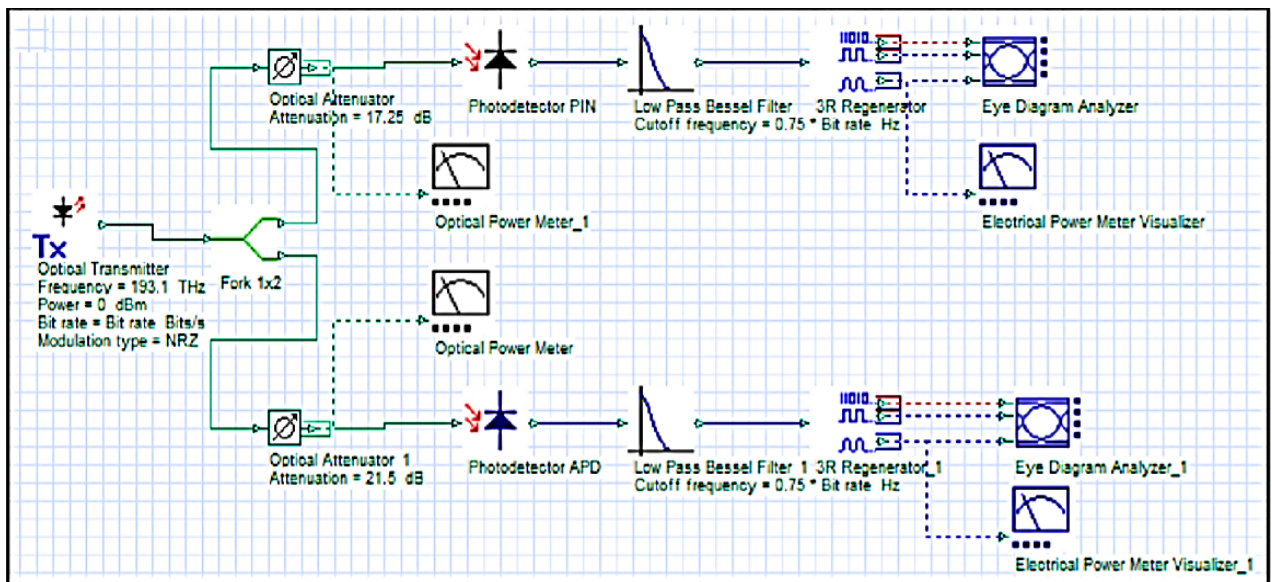 11010
Optical Attenuator
Attenuation = 17.25 dB
Photodetector PIN
Low Pass Bessel Filter
Cutoff frequency = 0.75 * Bit rate Hz
3R Regenerator
Eye Diagram Analyzer
Optical Power Meter_1
Electrical Power Meter Visualizer
Tx
Optical Transmitter
Frequency = 193.1 THz
Power = 0 dBm
Bit rate = Bit rate Bits/s
Modulation type = NRZ
Fork 1x2
Optical Power Meter
11010
Optical Attenuator 1
Attenuation = 21.5 dB
Photodetector APD
Low Pass Bessel Filter 1
Cutoff frequency = 0.75 * Bit rate Hz
3R Regenerator_1
Eye Diagram Analyzer_1
Electrical Power Meter Visualizer_1